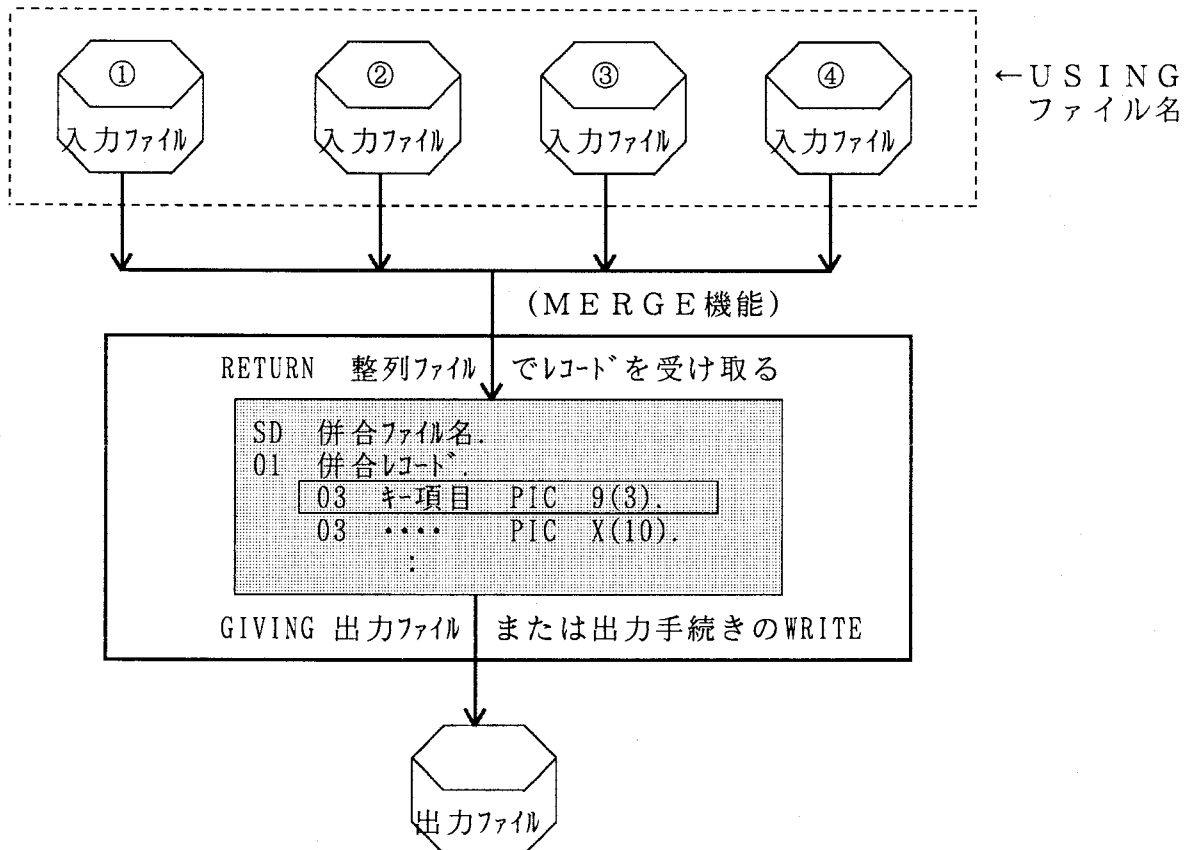 ① ② ③ ④
入力ファイル 入力ファイル 入力ファイル 入力ファイル
←ＵＳＩＮＧ
ファイル名
(ＭＥＲＧＥ機能)
RETURN 整列ファイル でレコードを受け取る
SD 併合ファイル名.
01 併合レコード.
03 キー項目 PIC 9(3).
03 ・・・・ PIC X(10).
:
GIVING 出力ファイル または出力手続きのWRITE
出力ファイル